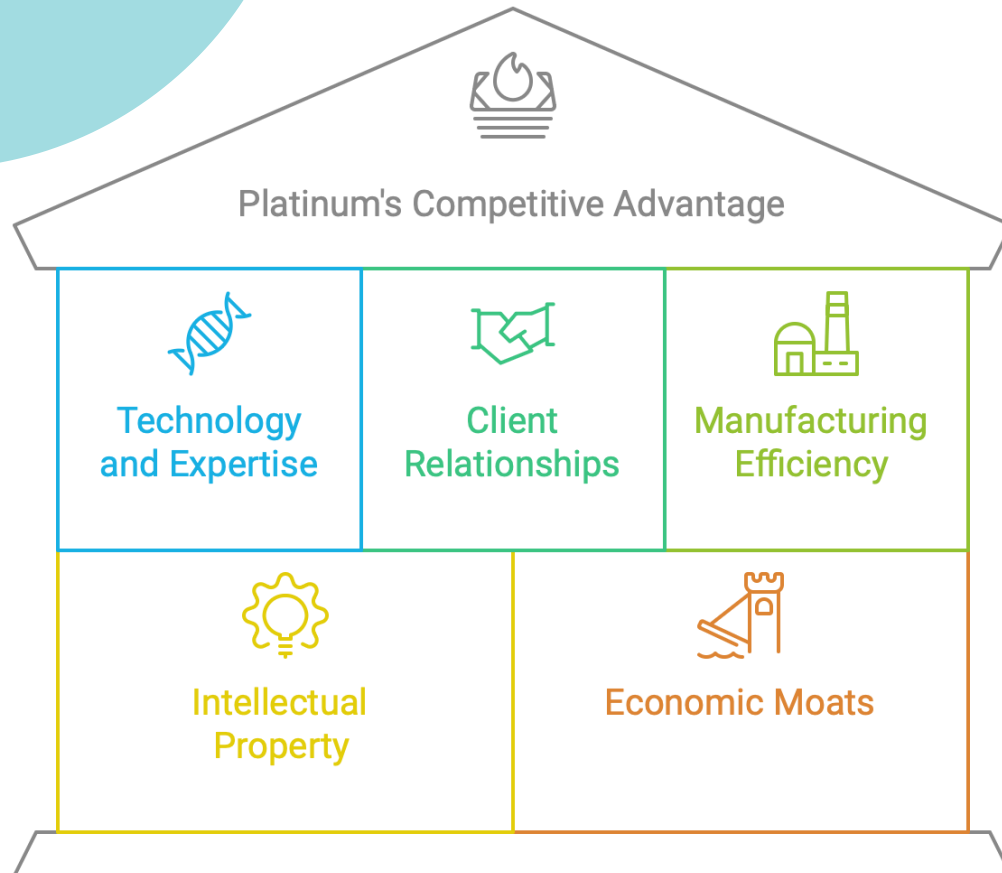 Platinum's Competitive Advantage
Technology
and Expertise
Client
Relationships
Manufacturing
Efficiency
Intellectual
Property
Economic Moats